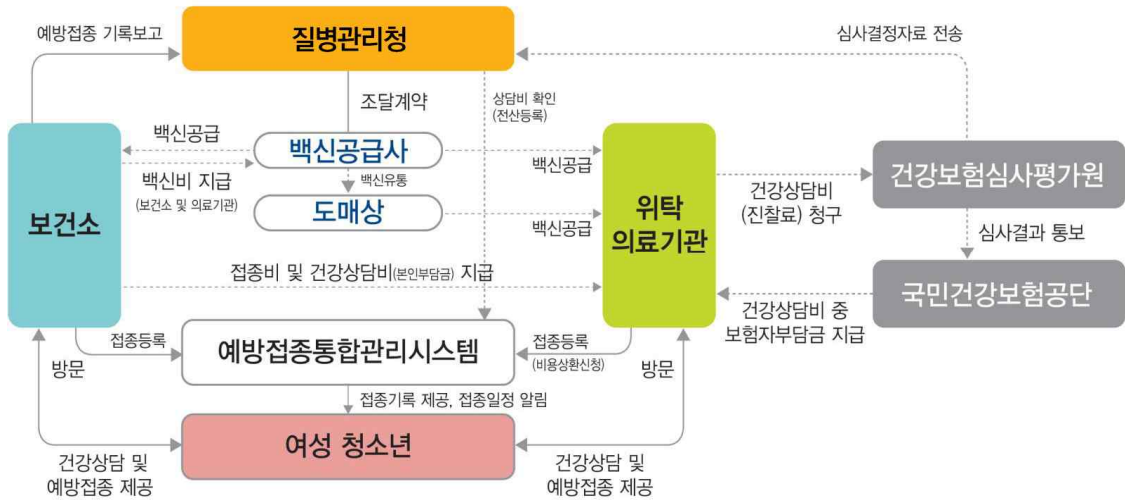 예방접종 기록보고
질병관리청
심사결정자료 전송
조달계약
상담비 확인
(전산등록)
백신공급
백신공급사
백신공급
백신비 지급
(보건소 및 의료기관)
백신유통
도매상
백신공급
보건소
위탁
의료기관
건강상담비
(진찰료) 청구
건강보험심사평가원
심사결과 통보
접종비 및 건강상담비(본인부담금) 지급
국민건강보험공단
건강상담비 중
보험자부담금 지급
접종등록
예방접종통합관리시스템
접종등록
(비용상환신청)
방문
방문
접종기록 제공, 접종일정 알림
여성 청소년
건강상담 및
예방접종 제공
건강상담 및
예방접종 제공